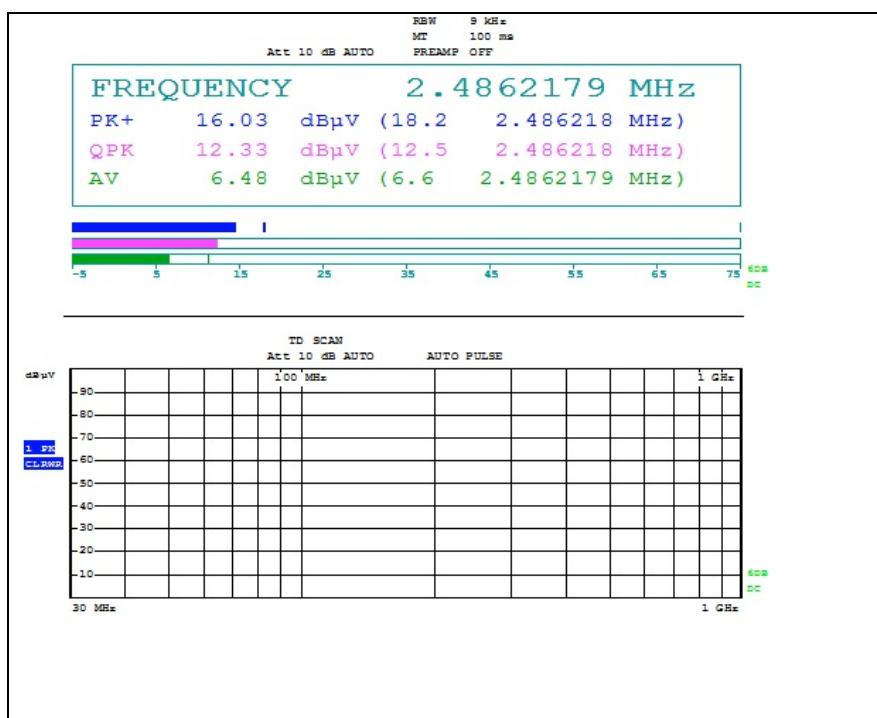 RBW 9 kHz
MT 100 ms
Att 10 dB AUTO PREAMP OFF
FREQUENCY 2.4862179 MHz
PK+ 16.03 dBµV (18.2 2.486218 MHz)
QPK 12.33 dBµV (12.5 2.486218 MHz)
AV 6.48 dBµV (6.6 2.4862179 MHz)
-5 5 15 25 35 45 55 65 75
6DB
DC
TD SCAN
Att 10 dB AUTO AUTO PULSE
dBµV 100 MHz 1 GHz
90
80
70
1 PK
CLRWR 60
50
40
30
20
10 6DB
DC
30 MHz 1 GHz